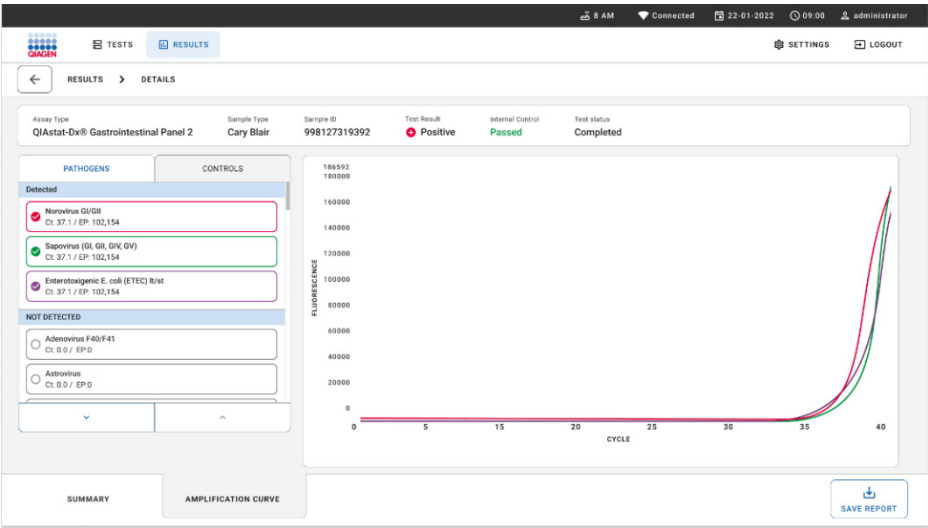 8 AM Connected 22-01-2022 09:00 administrator
QIAGEN TESTS RESULTS SETTINGS LOGOUT
RESULTS > DETAILS
Assay Type Sample Type Sample ID Test Result Internal Control Test status
QIAstat-Dx® Gastrointestinal Panel 2 Cary Blair 998127319392 Positive Passed Completed
PATHOGENS CONTROLS
Detected
Norovirus GI/GII
Ct: 37.1 / EP: 102,154
Sapovirus (GI, GII, GIV, GV)
Ct: 37.1 / EP: 102,154
Enterotoxigenic E. coli (ETEC) lt/st
Ct: 37.1 / EP: 102,154
NOT DETECTED
Adenovirus F40/F41
Ct: 0.0 / EP:0
Astrovirus
Ct: 0.0 / EP:0
186592
180000
160000
140000
120000
100000
80000
60000
40000
20000
0
FLUORESCENCE
0 5 15 20 25 30 35 40
CYCLE
SUMMARY AMPLIFICATION CURVE SAVE REPORT